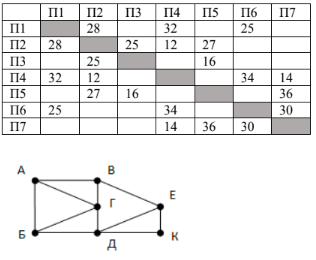 П1 П2 П3 П4 П5 П6 П7
П1 28 32 25
П2 28 25 12 27
П3 25 16
П4 32 12 34 14
П5 27 16 36
П6 25 34 30
П7 14 36 30
А В
Г Е
Б Д К